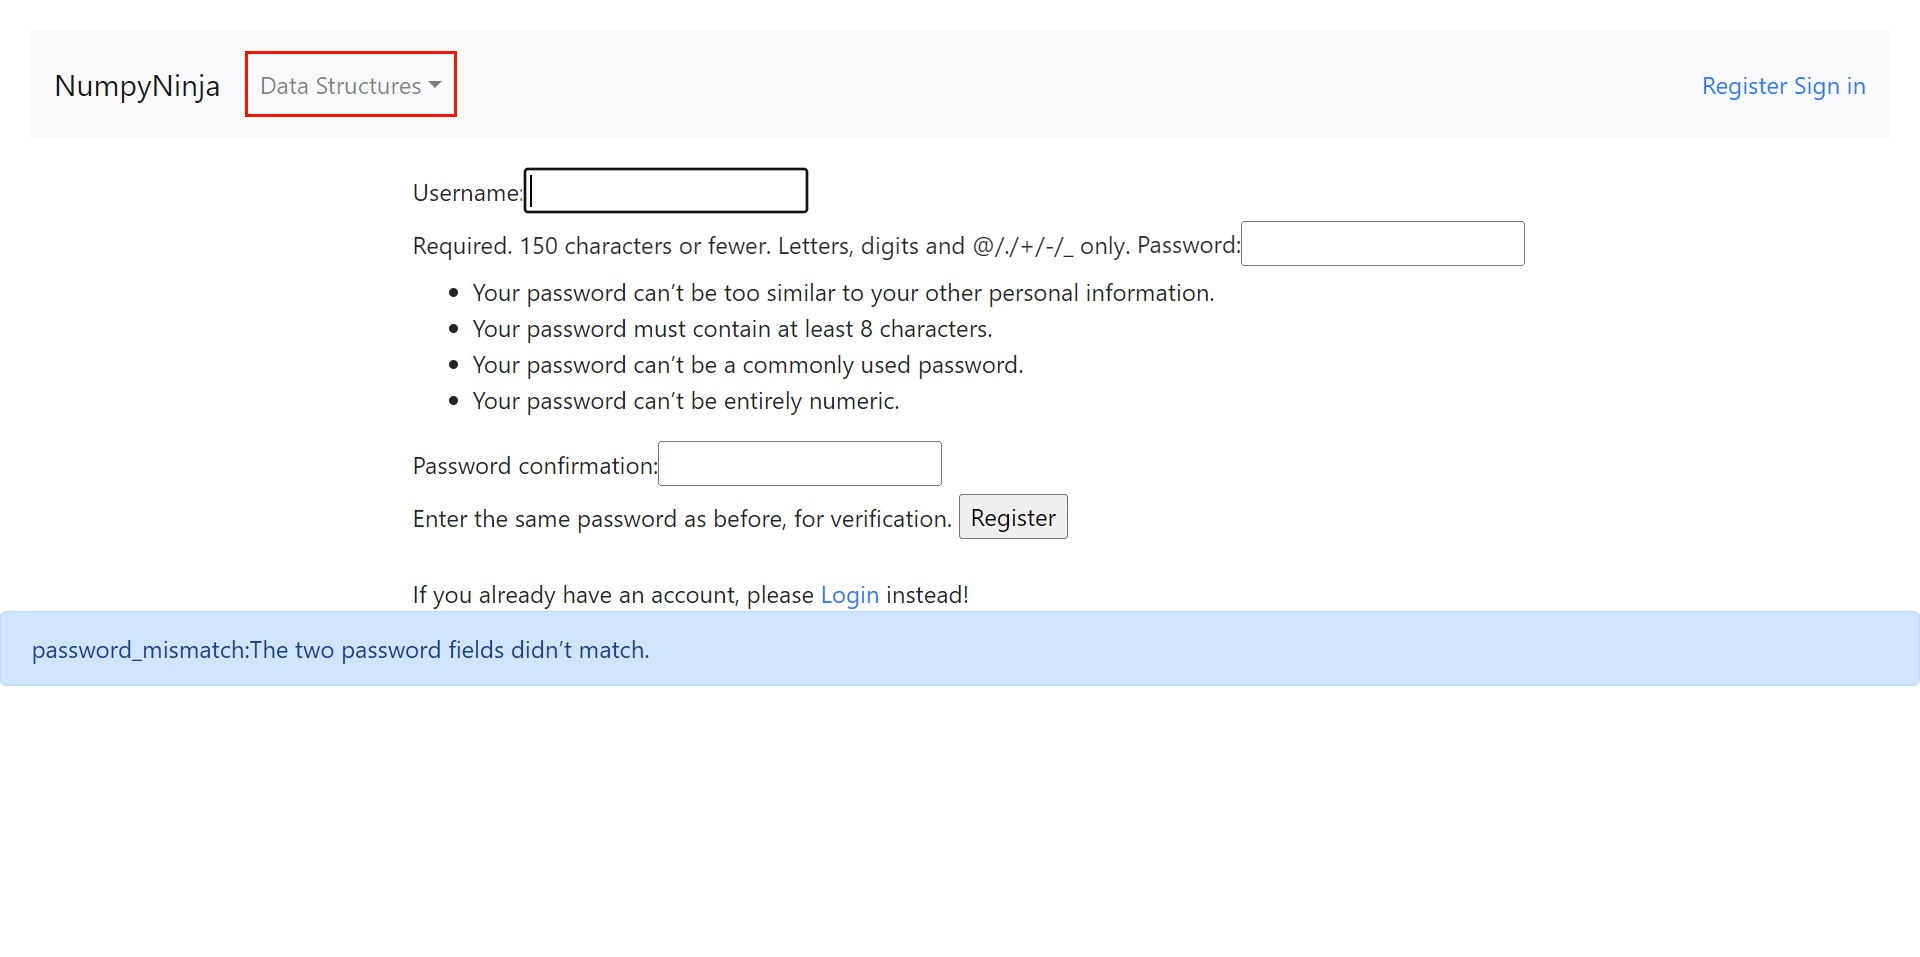 NumpyNinja Data Structures Register Sign in
Username:
Required. 150 characters or fewer. Letters, digits and @/./+/-/_ only. Password:
Your password can’t be too similar to your other personal information.
Your password must contain at least 8 characters.
Your password can’t be a commonly used password.
Your password can’t be entirely numeric.
Password confirmation:
Enter the same password as before, for verification. Register
If you already have an account, please Login instead!
password_mismatch:The two password fields didn’t match.